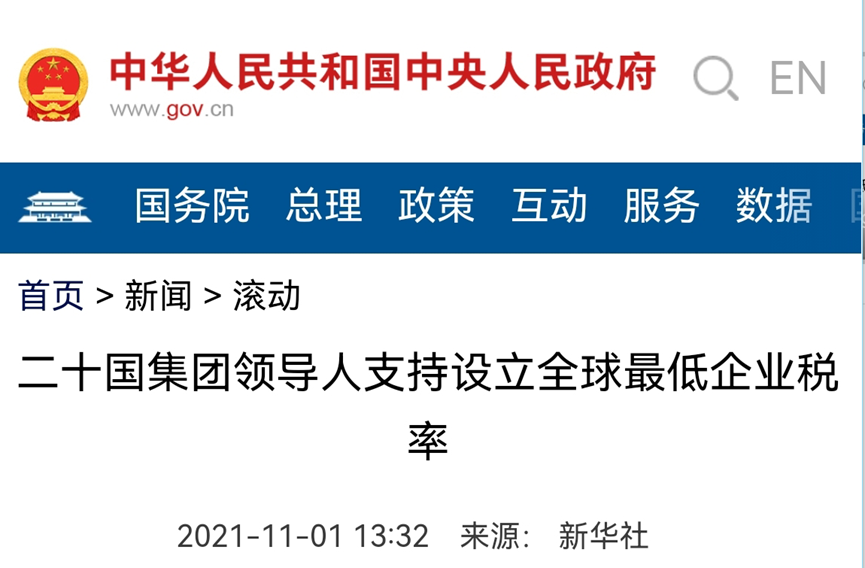 中华人民共和国中央人民政府
www.gov.cn
EN
国务院 总理 政策 互动 服务 数据
首页 > 新闻 > 滚动
二十国集团领导人支持设立全球最低企业税
率
2021-11-01 13:32 来源： 新华社